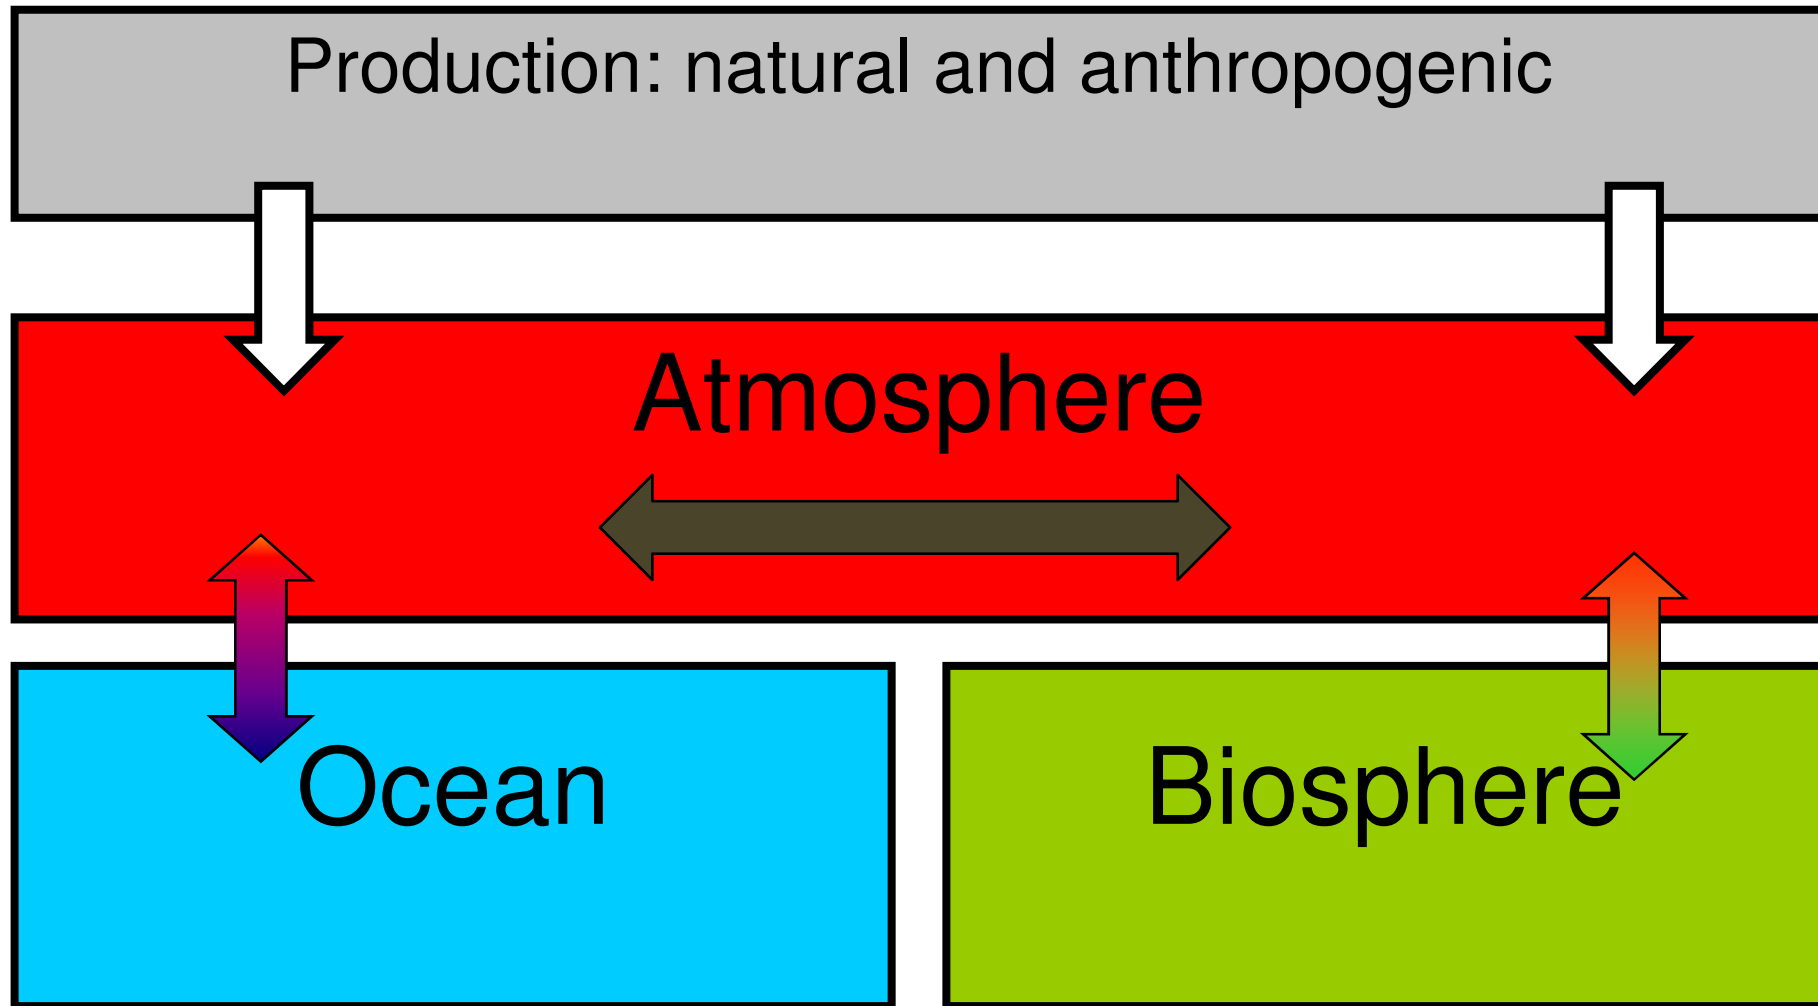 Production: natural and anthropogenic
Atmosphere
Ocean
Biosphere